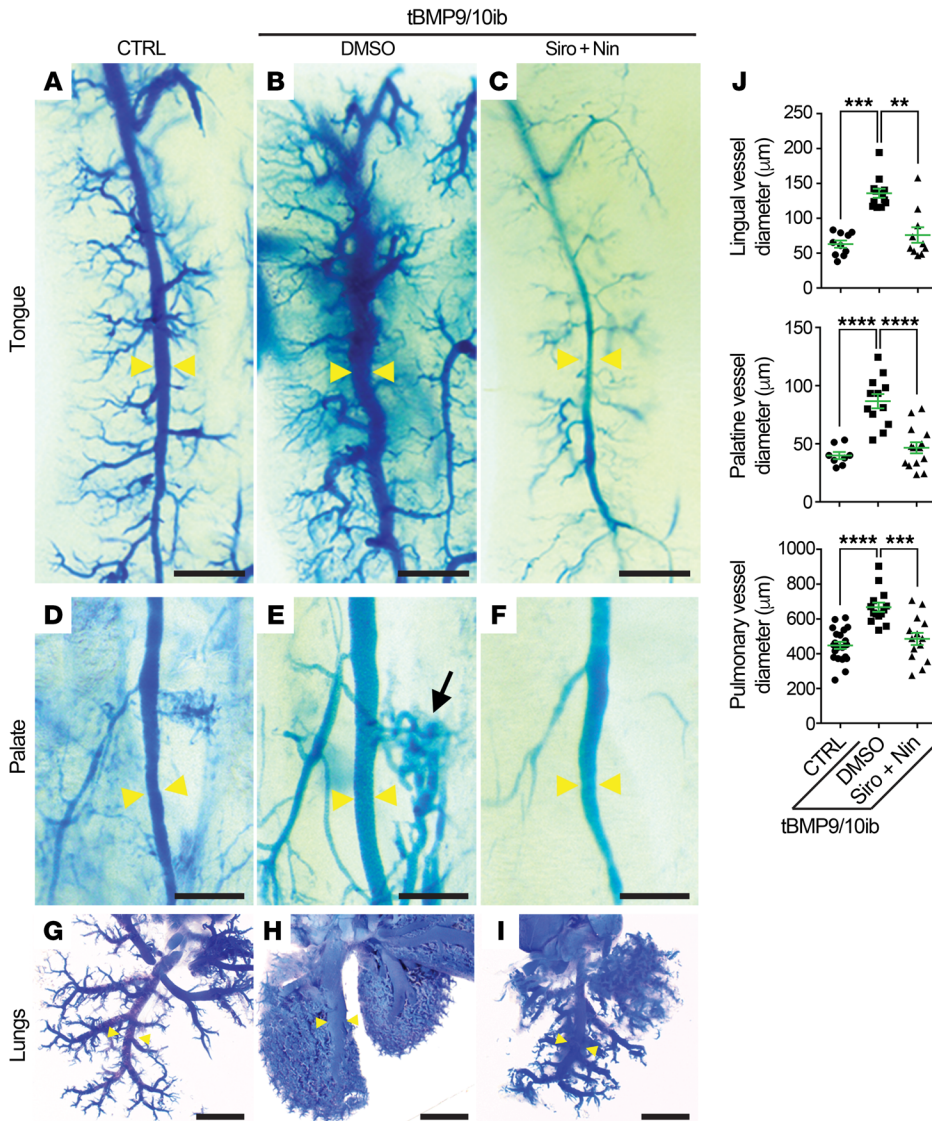 tBMP9/10ib
CTRL
DMSO
Siro + Nin
A
B
C
Tongue
D
E
F
Palate
G
H
I
Lungs
J
*** **
Lingual vessel
diameter (μm)
250
200
150
100
50
0
**** ****
Palatine vessel
diameter (μm)
150
100
50
0
**** ***
Pulmonary vessel
diameter (μm)
1000
800
600
400
200
0
CTRL
DMSO
Siro + Nin
tBMP9/10ib